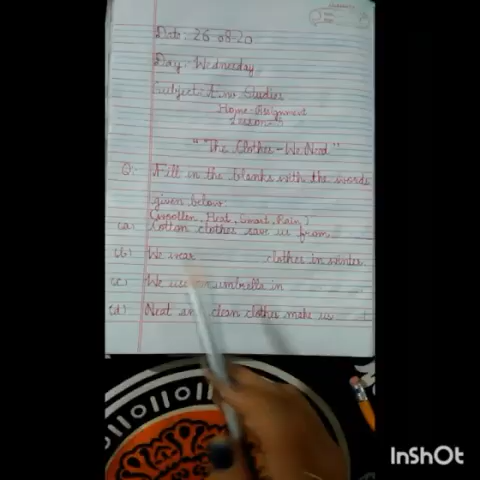 Date: 26-08-20
Day:- Wednesday
Subject:- Env. Studies
Home-Assignment
Lesson
"The Clothes - We Need"
Q:- Fill in the blanks with the words
given below
(Woollen, Heat, Smart, Rain)
(a) Cotton clothes save us from
(b) We wear clothes in winter
(c) We use umbrella in
(d) Neat and clean clothes make us
InShOt